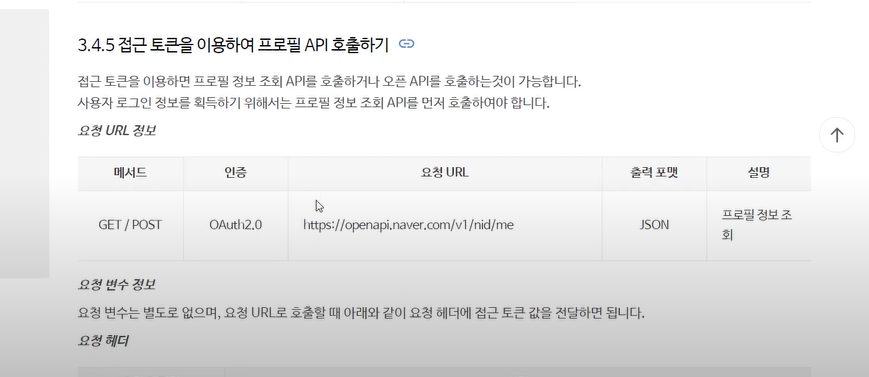 3.4.5 접근 토큰을 이용하여 프로필 API 호출하기
접근 토큰을 이용하면 프로필 정보 조회 API를 호출하거나 오픈 API를 호출하는것이 가능합니다.
사용자 로그인 정보를 획득하기 위해서는 프로필 정보 조회 API를 먼저 호출하여야 합니다.
요청 URL 정보
메서드 인증 요청 URL 출력 포맷 설명
GET / POST OAuth2.0 https://openapi.naver.com/v1/nid/me JSON 프로필 정보 조
회
요청 변수 정보
요청 변수는 별도로 없으며, 요청 URL로 호출할 때 아래와 같이 요청 헤더에 접근 토큰 값을 전달하면 됩니다.
요청 헤더